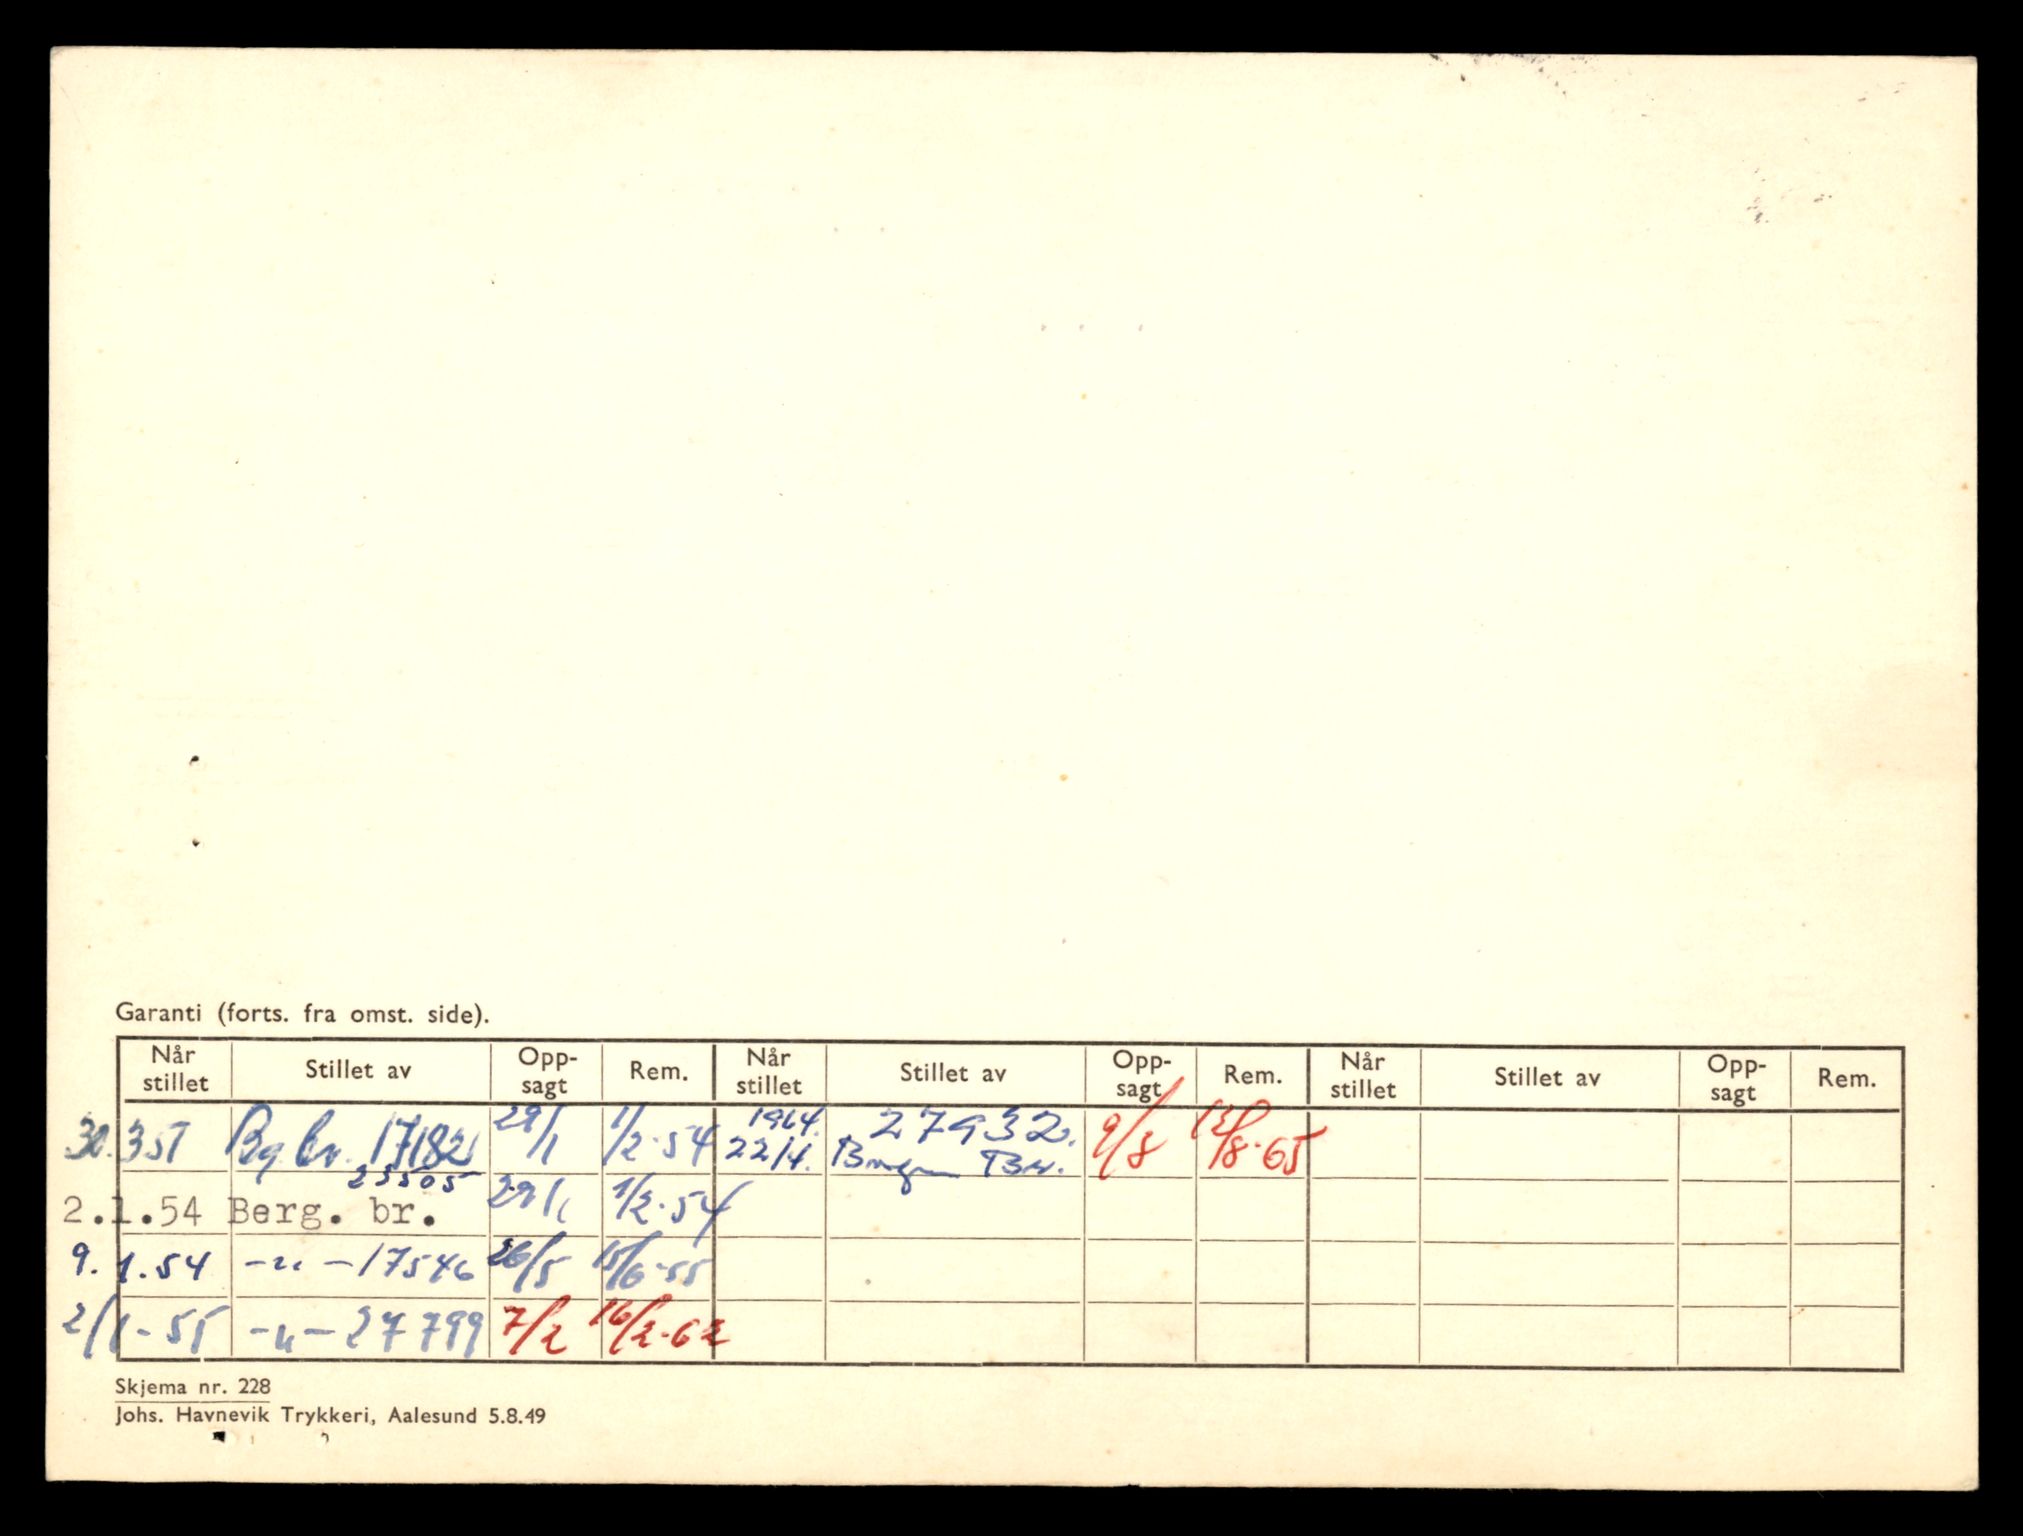 Garanti (forts. fra omst. side).
Når stillet Stillet av Opp-sagt Rem. Når stillet Stillet av Opp-sagt Rem. Når stillet Stillet av Opp-sagt Rem.
30.351 Bg br. 17182 29/1 1/2-54 1964. 22/4. 27932. Br. 9/8 13/8-65
23505
2.1.54 Berg. br. 29/1 1/2-54
9.1.54 -"- 17546 26/5 15/6-55
2/1-55 -"- 27799 7/2 16/2-62
Skjema nr. 228
Johs. Havnevik Trykkeri, Aalesund 5.8.49